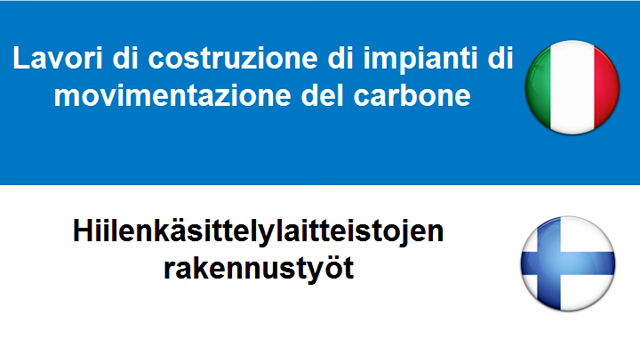 Lavori di costruzione di impianti di
movimentazione del carbone
Hiilenkäsittelylaitteistojen
rakennustyöt